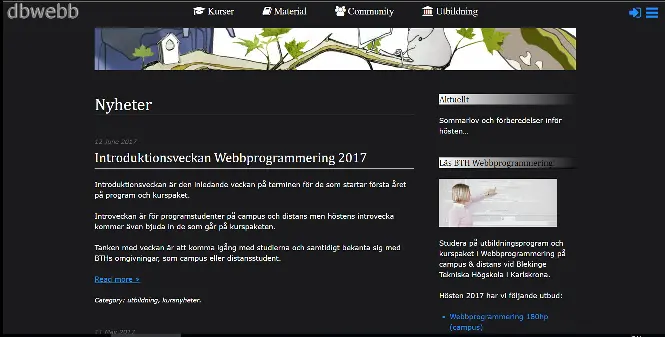 dbwebb
Kurser
Material
Community
Utbildning
Nyheter
12 June 2017
Introduktionsveckan Webbprogrammering 2017
Introduktionsveckan är den inledande veckan på terminen för de som startar första året
på program och kurspaket.
Introveckan är för programstudenter på campus och distans men höstens introvecka
kommer även bjuda in de som går på kurspaketen.
Tanken med veckan är att komma igång med studierna och samtidigt bekanta sig med
BTHs omgivningar, som campus eller distansstudent.
Read more »
Category: utbildning, kursnyheter.
31 May 2017
Aktuellt
Sommarlov och förberedelser inför
hösten...
Läs BTH Webbprogrammering
Studera på utbildningsprogram och
kurspaket i Webbprogrammering på
campus & distans vid Blekinge
Tekniska Högskola i Karlskrona.
Hösten 2017 har vi följande utbud:
Webbprogrammering 180hp
(campus)